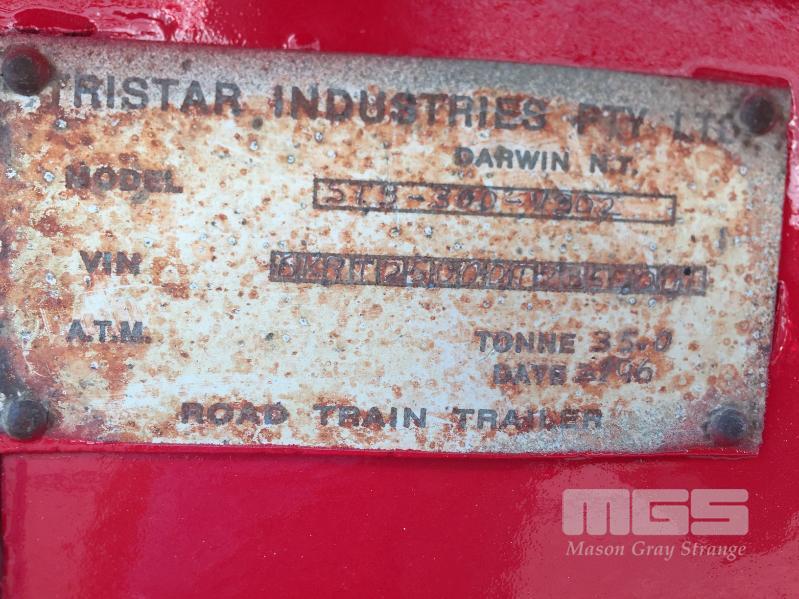 TRISTAR INDUSTRIES PTY LTD
DARWIN N.T.
MODEL
VIN
A.T.M. TONNE 35.0
DATE 2/96
ROAD TRAIN TRAILER
MGS
Mason Gray Strange